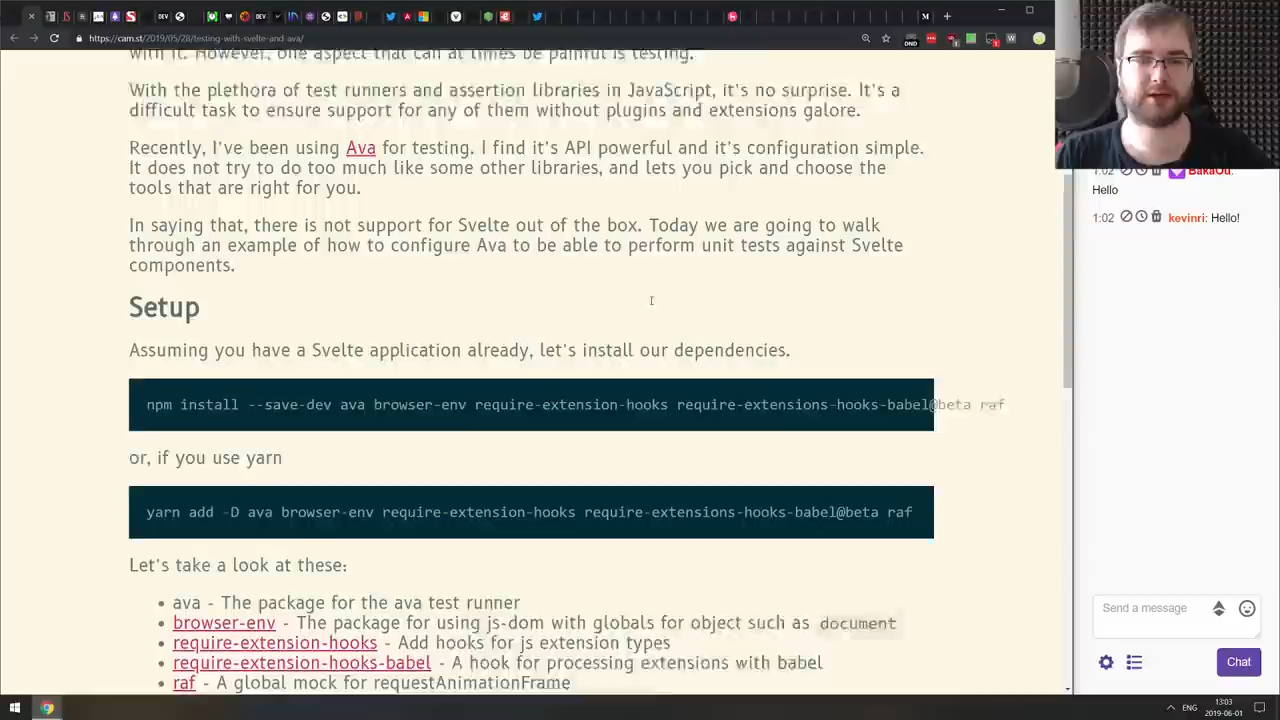 https://cam.st/2019/05/28/testing-with-svelte-and-ava/
with it. However, one aspect that can at times be painful is testing.
With the plethora of test runners and assertion libraries in JavaScript, it's no surprise. It's a
difficult task to ensure support for any of them without plugins and extensions galore.
Recently, I've been using Ava for testing. I find it's API powerful and it's configuration simple.
It does not try to do too much like some other libraries, and lets you pick and choose the
tools that are right for you.
In saying that, there is not support for Svelte out of the box. Today we are going to walk
through an example of how to configure Ava to be able to perform unit tests against Svelte
components.
Setup
Assuming you have a Svelte application already, let's install our dependencies.
npm install --save-dev ava browser-env require-extension-hooks require-extensions-hooks-babel@beta raf
or, if you use yarn
yarn add -D ava browser-env require-extension-hooks require-extensions-hooks-babel@beta raf
Let's take a look at these:
• ava - The package for the ava test runner
• browser-env - The package for using js-dom with globals for object such as document
• require-extension-hooks - Add hooks for js extension types
• require-extension-hooks-babel - A hook for processing extensions with babel
• raf - A global mock for requestAnimationFrame
1:02 BakaOu:
Hello
1:02 kevinri: Hello!
Send a message
Chat
ENG
13:03
2019-06-01